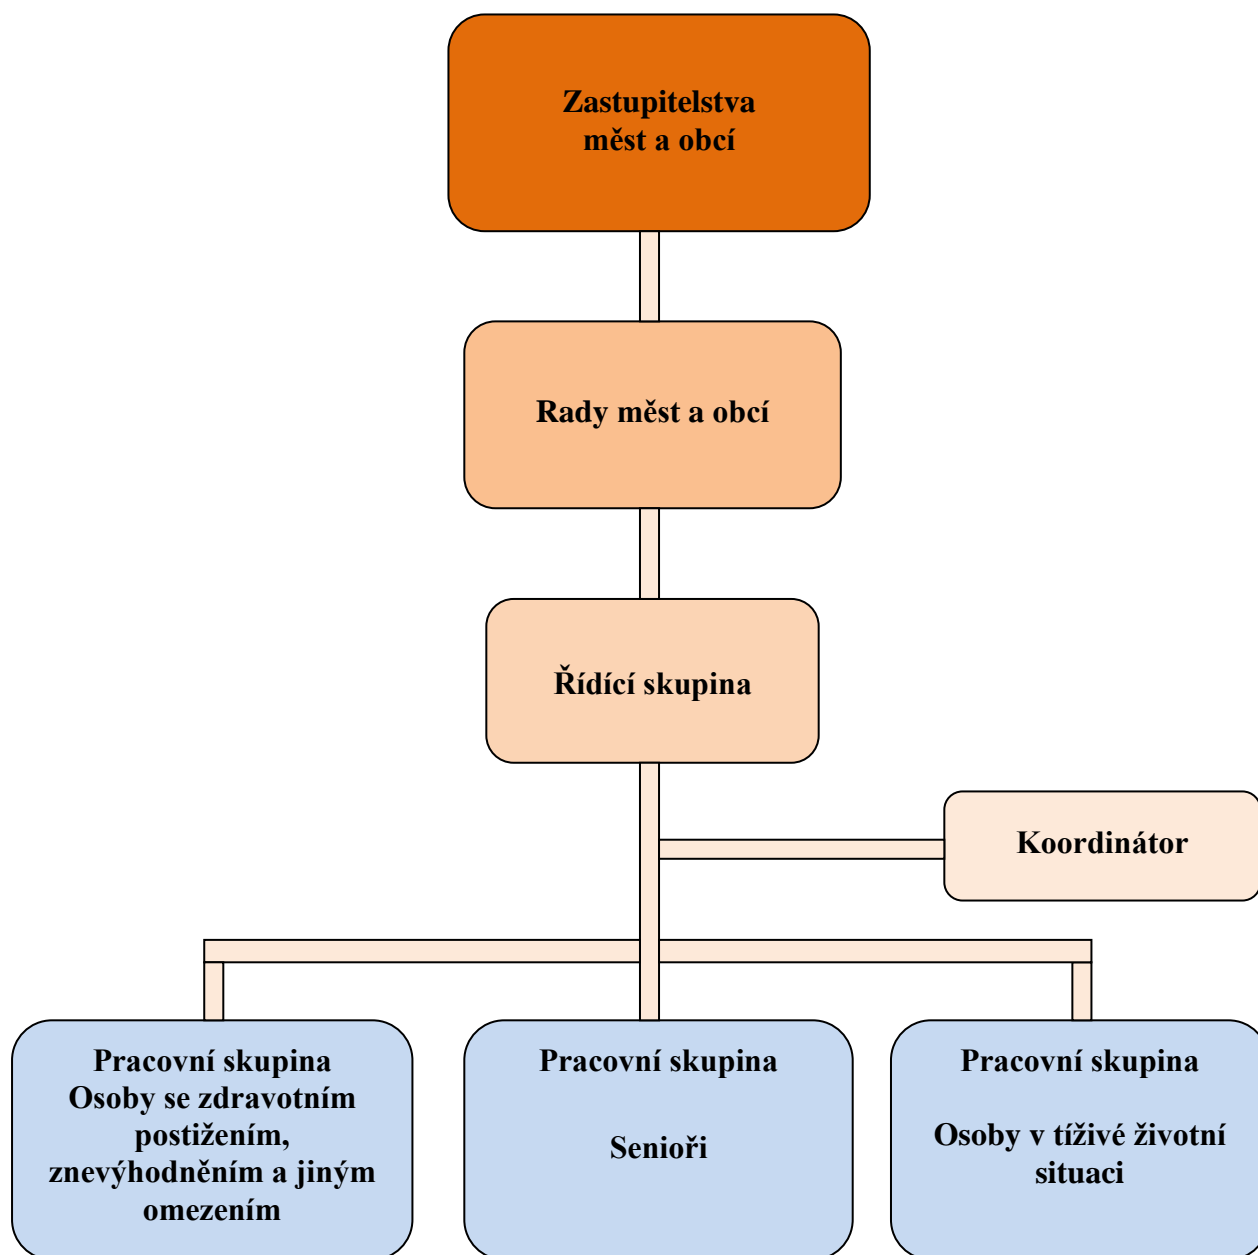 Zastupitelstva
měst a obcí
Rady měst a obcí
Řídící skupina
Koordinátor
Pracovní skupina
Osoby se zdravotním
postižením,
znevýhodněním a jiným
omezením
Pracovní skupina
Senioři
Pracovní skupina
Osoby v tíživé životní
situaci